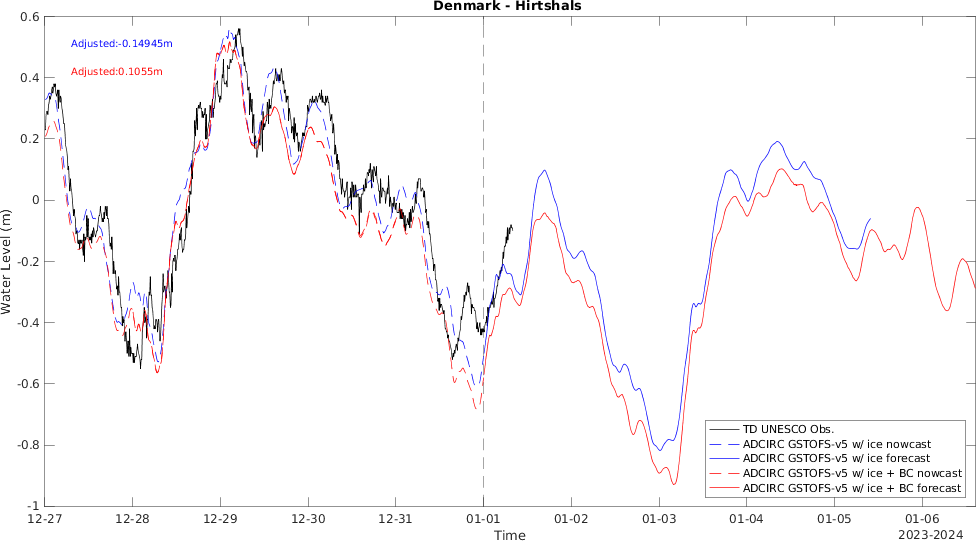 Denmark - Hirtshals
Adjusted:-0.14945m
Adjusted:0.1055m
0.6
0.4
0.2
0
-0.2
-0.4
-0.6
-0.8
-1
Water Level (m)
12-27 12-28 12-29 12-30 12-31 01-01 01-02 01-03 01-04 01-05 01-06
Time
2023-2024
TD UNESCO Obs.
ADCIRC GSTOFS-v5 w/ ice nowcast
ADCIRC GSTOFS-v5 w/ ice forecast
ADCIRC GSTOFS-v5 w/ ice + BC nowcast
ADCIRC GSTOFS-v5 w/ ice + BC forecast